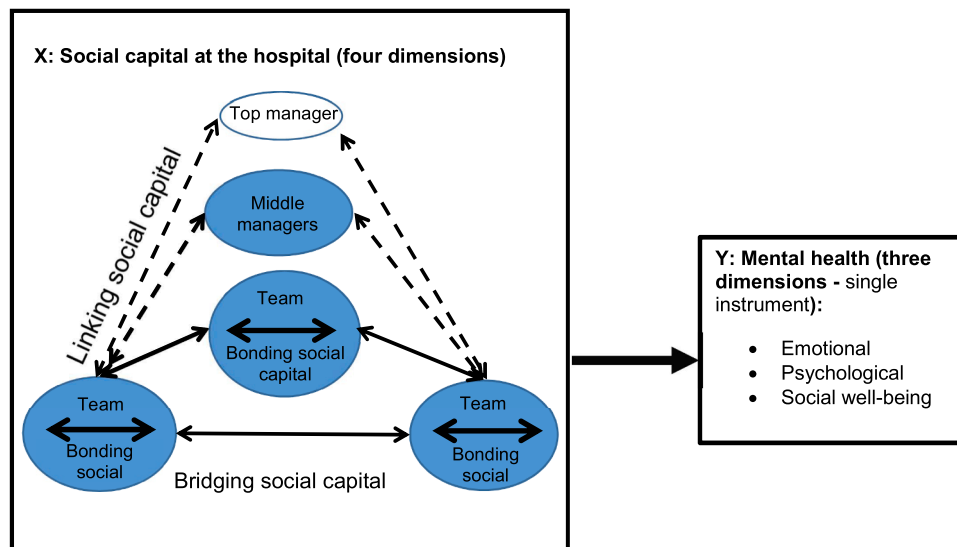 X: Social capital at the hospital (four dimensions)
Top manager
Linking social capital
Middle
managers
Team
Bonding social
capital
Team
Bonding
social
Team
Bonding
social
Bridging social capital
Y: Mental health (three
dimensions - single
instrument):
• Emotional
• Psychological
• Social well-being